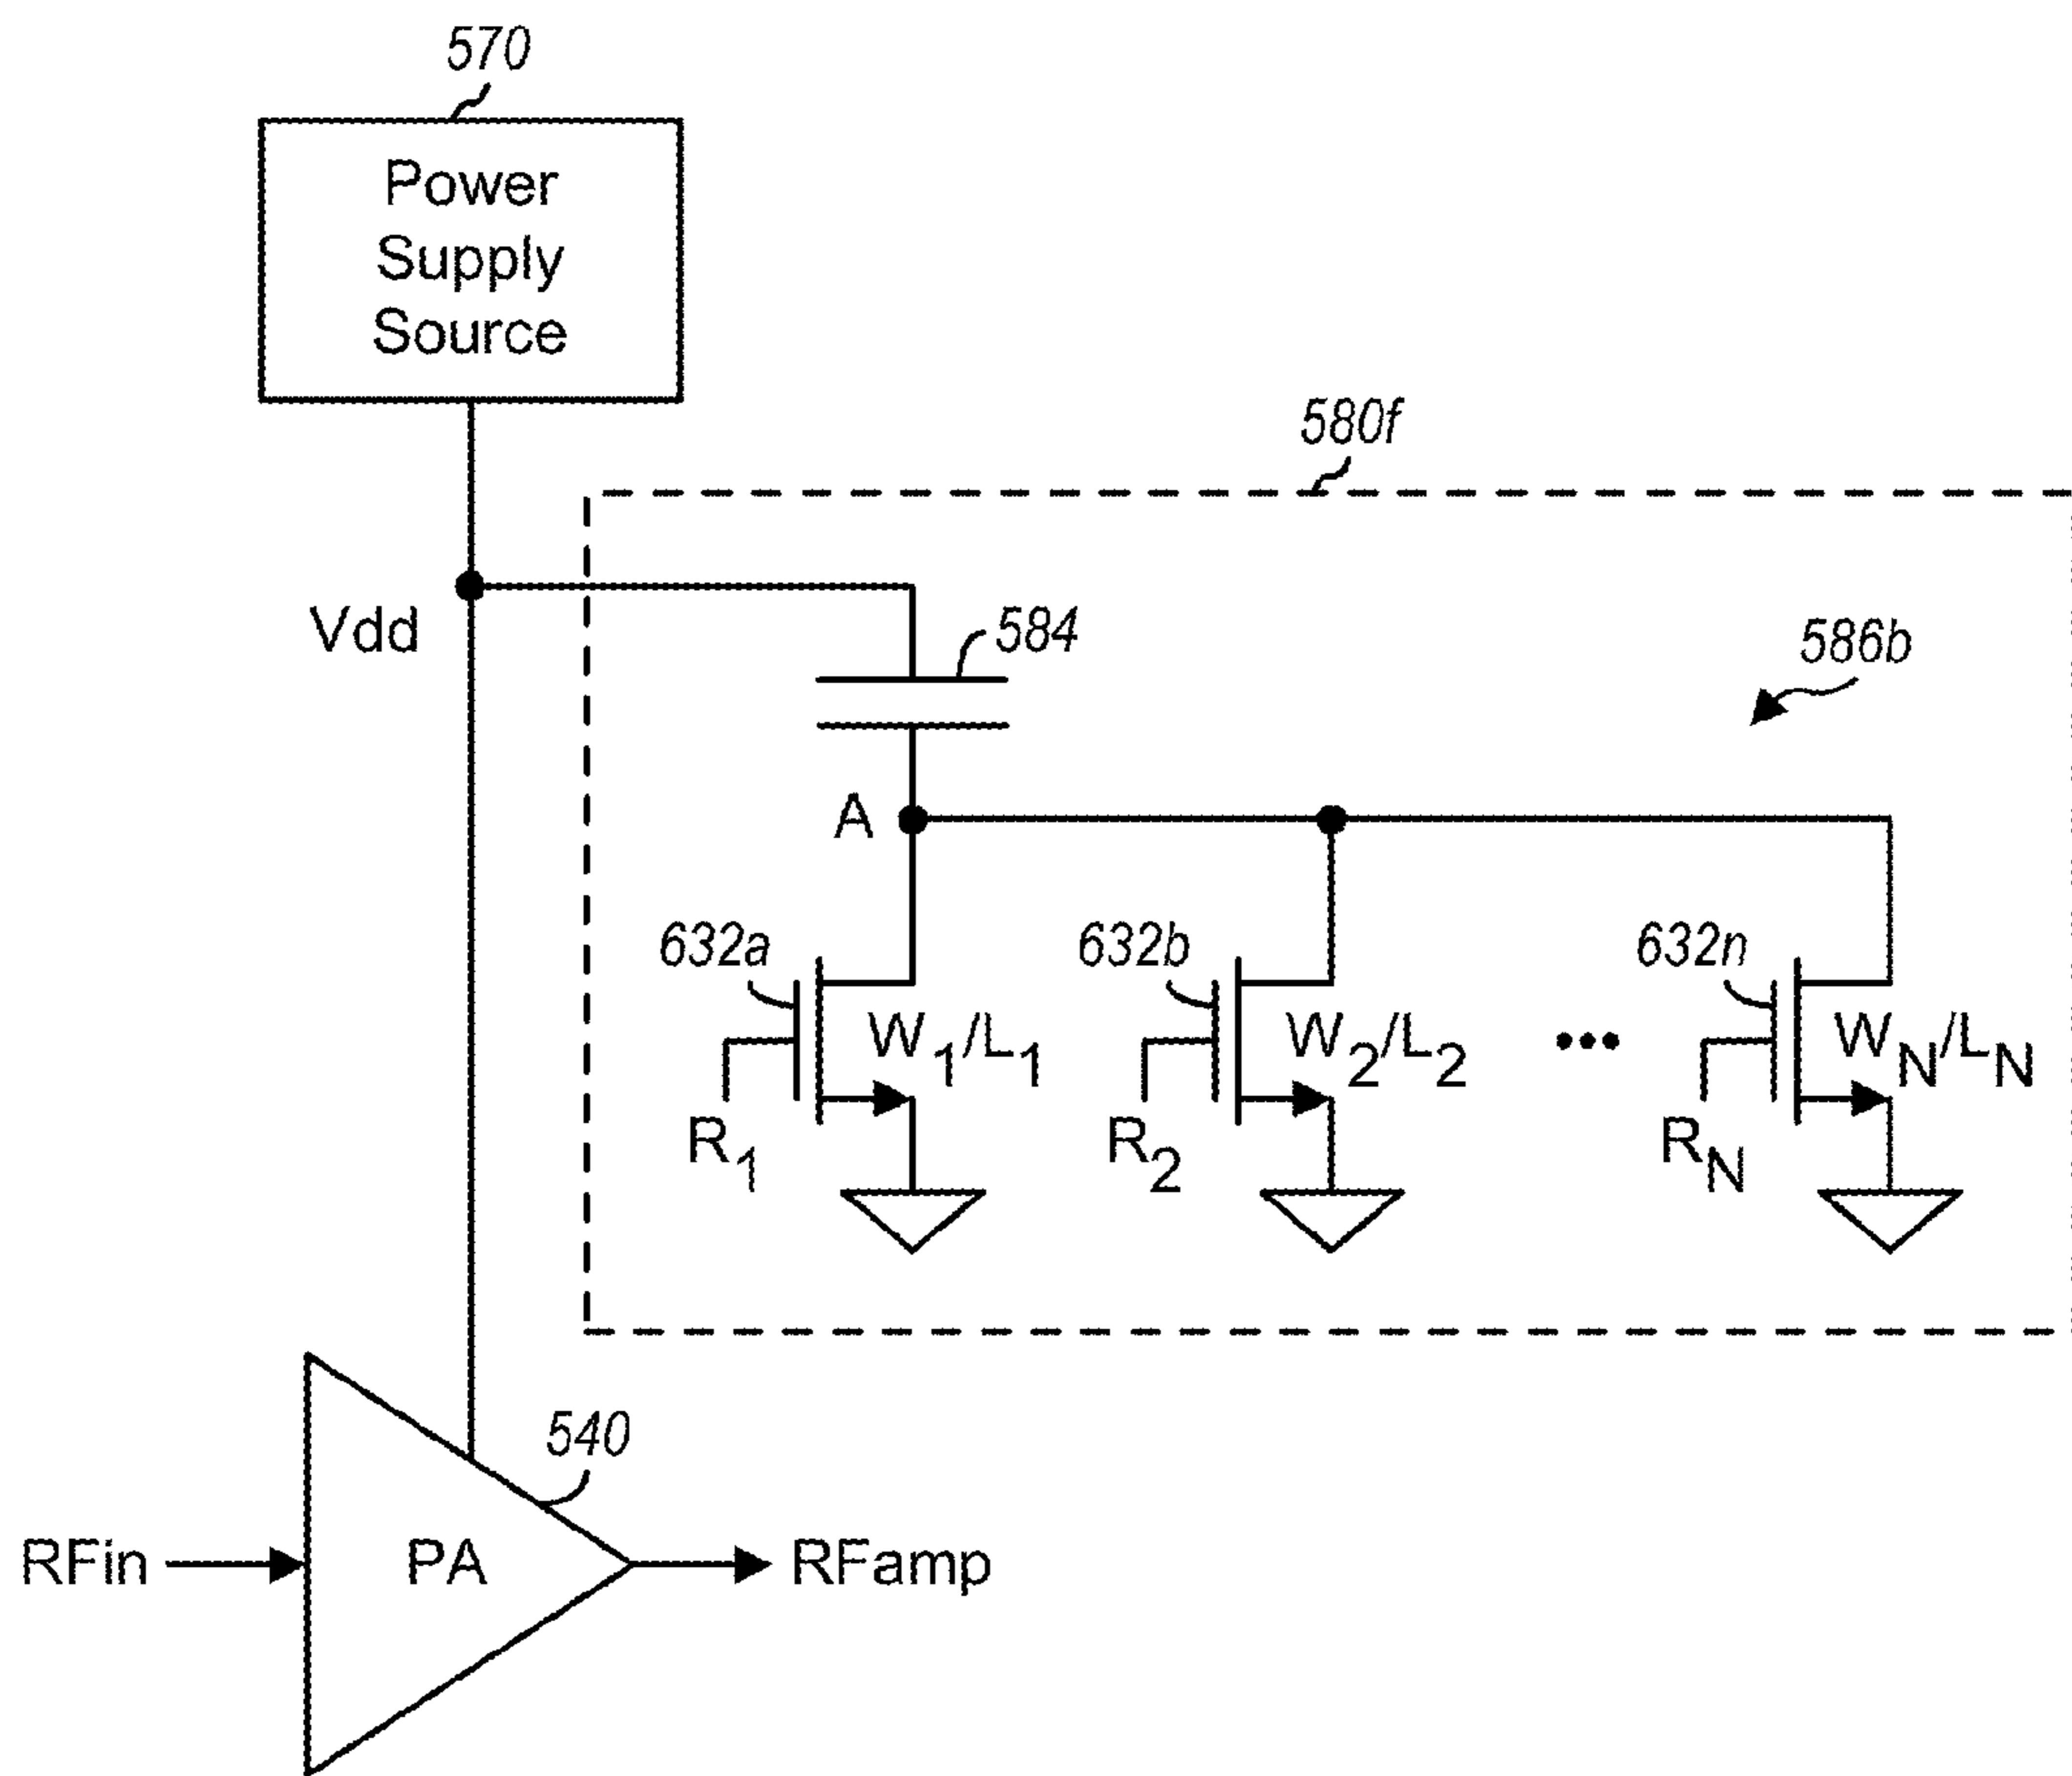 570
Power
Supply
Source
580f
Vdd
584
586b
A
632a
632b
632n
W1/L1
W2/L2
•••
WN/LN
R1
R2
RN
540
RFin
PA
RFamp